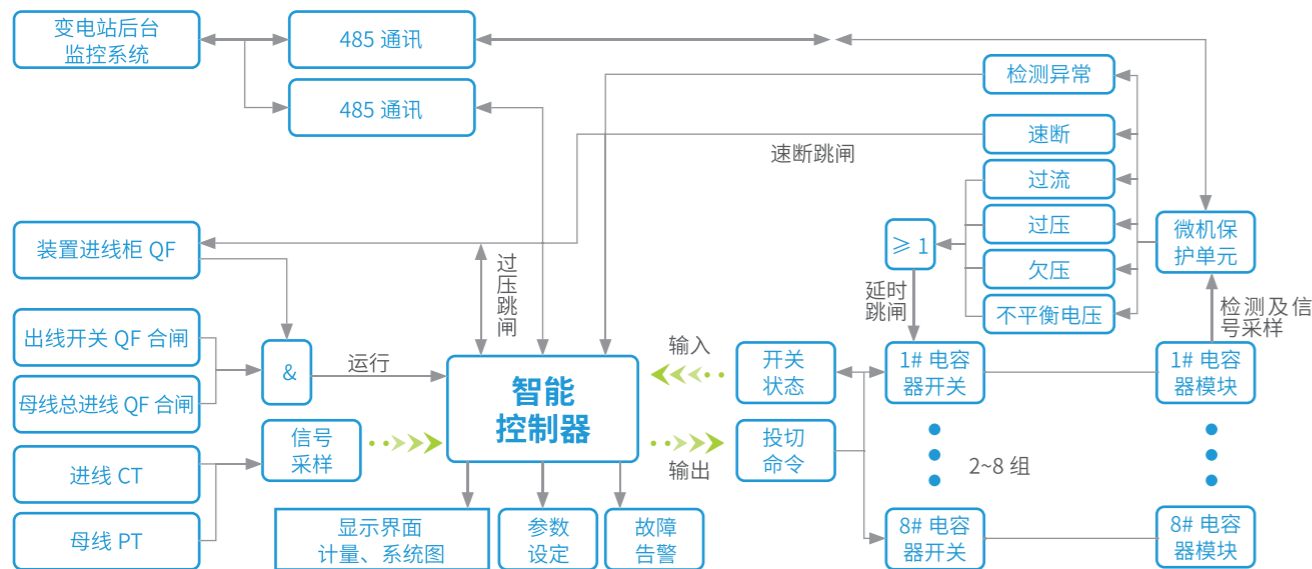 变电站后台
监控系统
485 通讯
485 通讯
检测异常
速断
速断跳闸
过流
过压
欠压
不平衡电压
≥ 1
微机保
护单元
装置进线柜 QF
过
压
跳
闸
延时
跳闸
检测及信
号采样
出线开关 QF 合闸
母线总进线 QF 合闸
&
运行
智能
控制器
输入
输出
开关
状态
投切
命令
1# 电容
器开关
1# 电容
器模块
信号
采样
进线 CT
母线 PT
2~8 组
显示界面
计量、系统图
参数
设定
故障
告警
8# 电容
器开关
8# 电容
器模块